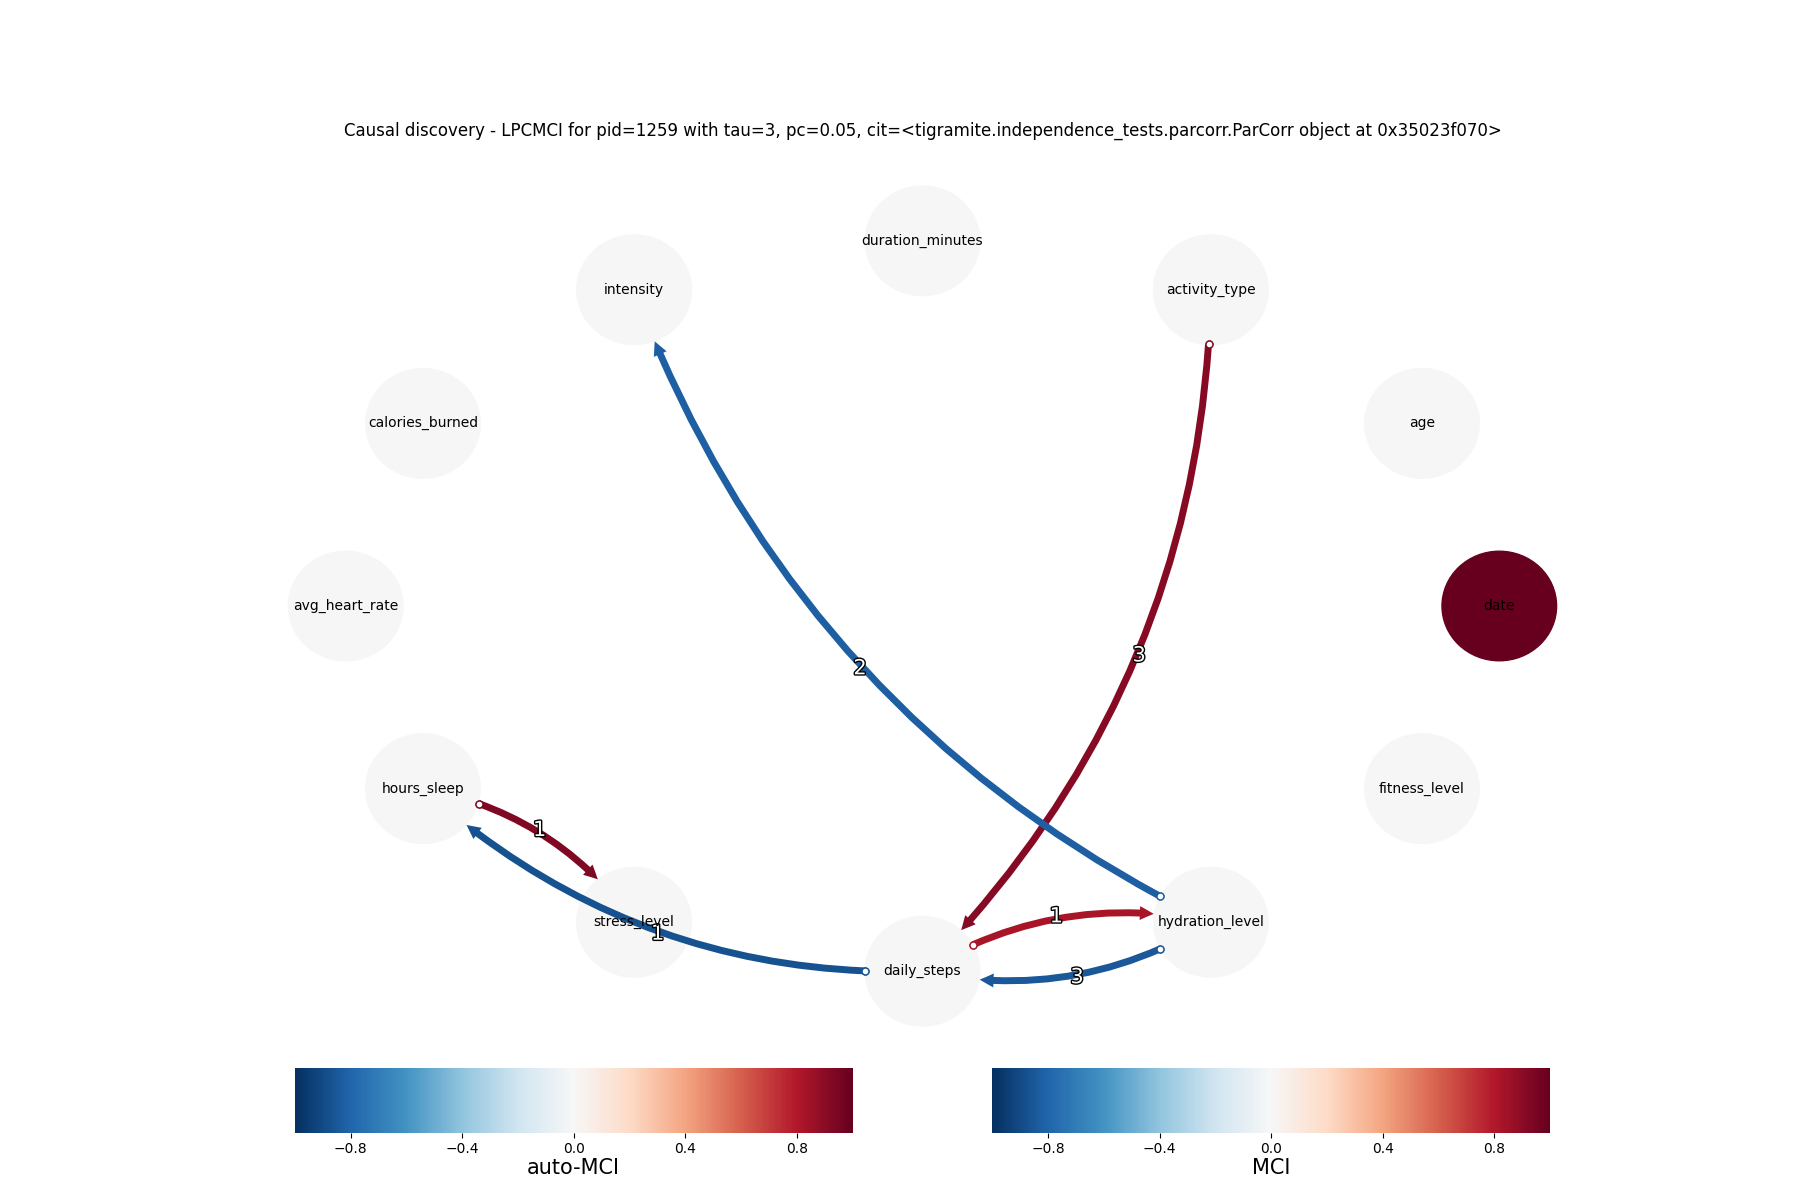 Causal discovery - LPCMCI for pid=1259 with tau=3, pc=0.05, cit=<tigramite.independence_tests.parcorr.ParCorr object at 0x35023f070>
duration_minutes
intensity
activity_type
calories_burned
age
avg_heart_rate
date
2
3
hours_sleep
fitness_level
1
stress_level
1
1
hydration_level
daily_steps
3
−0.8 −0.4 0.0 0.4 0.8
auto-MCI
−0.8 −0.4 0.0 0.4 0.8
MCI